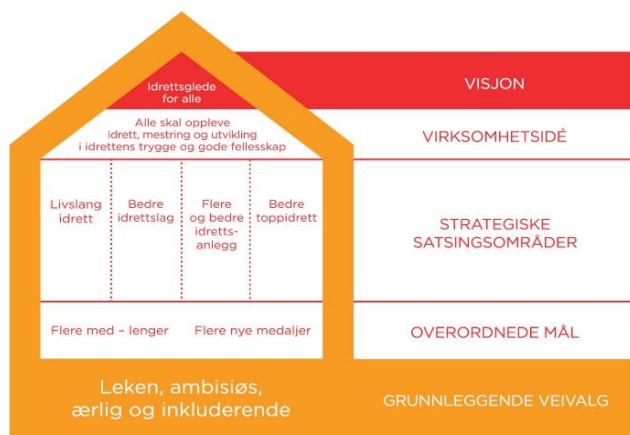 Idrettsglede
for alle
VISJON
Alle skal oppleve
idrett, mestring og utvikling
i idrettens trygge og gode fellesskap
VIRKSOMHETSIDÉ
Livslang
idrett
Bedre
idrettslag
Flere
og bedre
idretts-
anlegg
Bedre
toppidrett
STRATEGISKE
SATSINGSOMRÅDER
Flere med – lenger
Flere nye medaljer
OVERORDNEDE MÅL
Leken, ambisiøs,
ærlig og inkluderende
GRUNNLEGGENDE VEIVALG